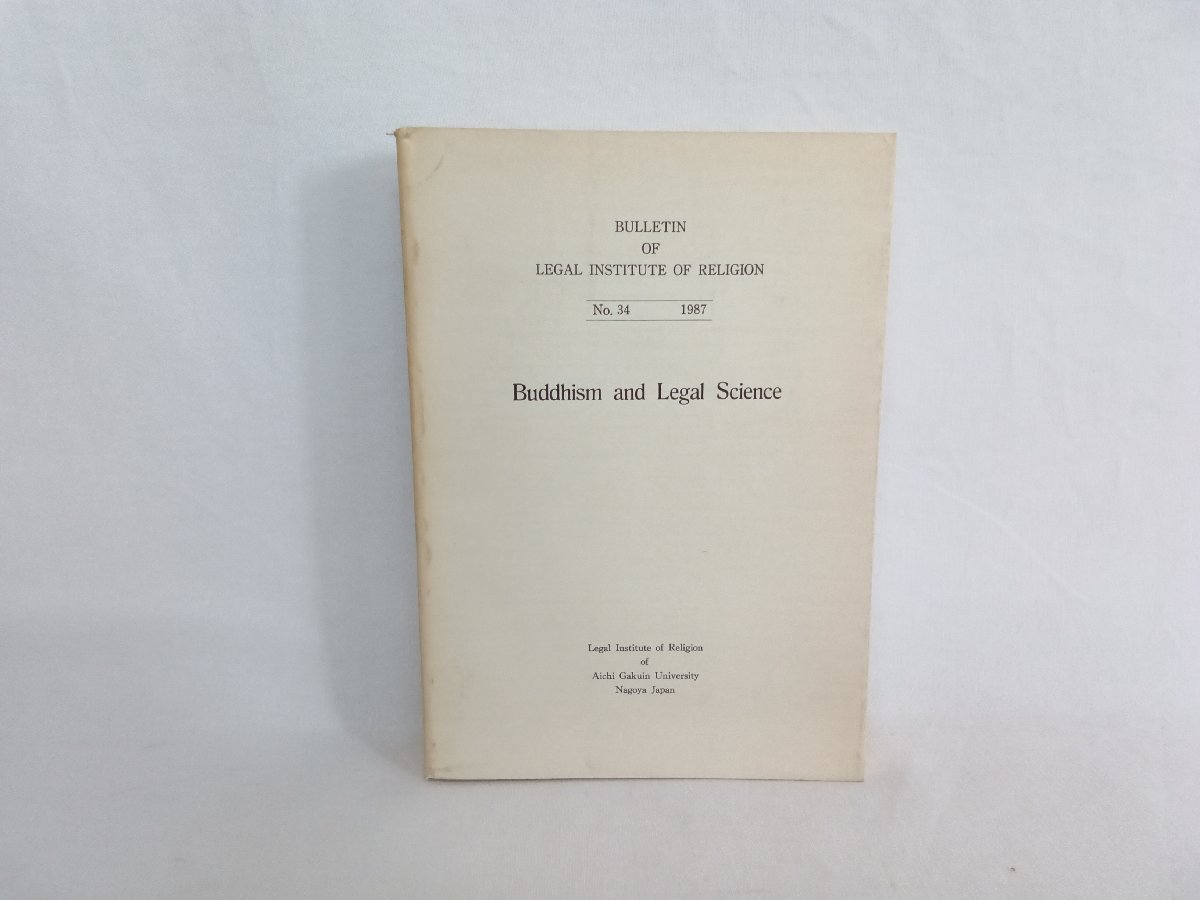 BULLETIN
OF
LEGAL INSTITUTE OF RELIGION
No. 34 1987
Buddhism and Legal Science
Legal Institute of Religion
of
Aichi Gakuin University
Nagoya Japan